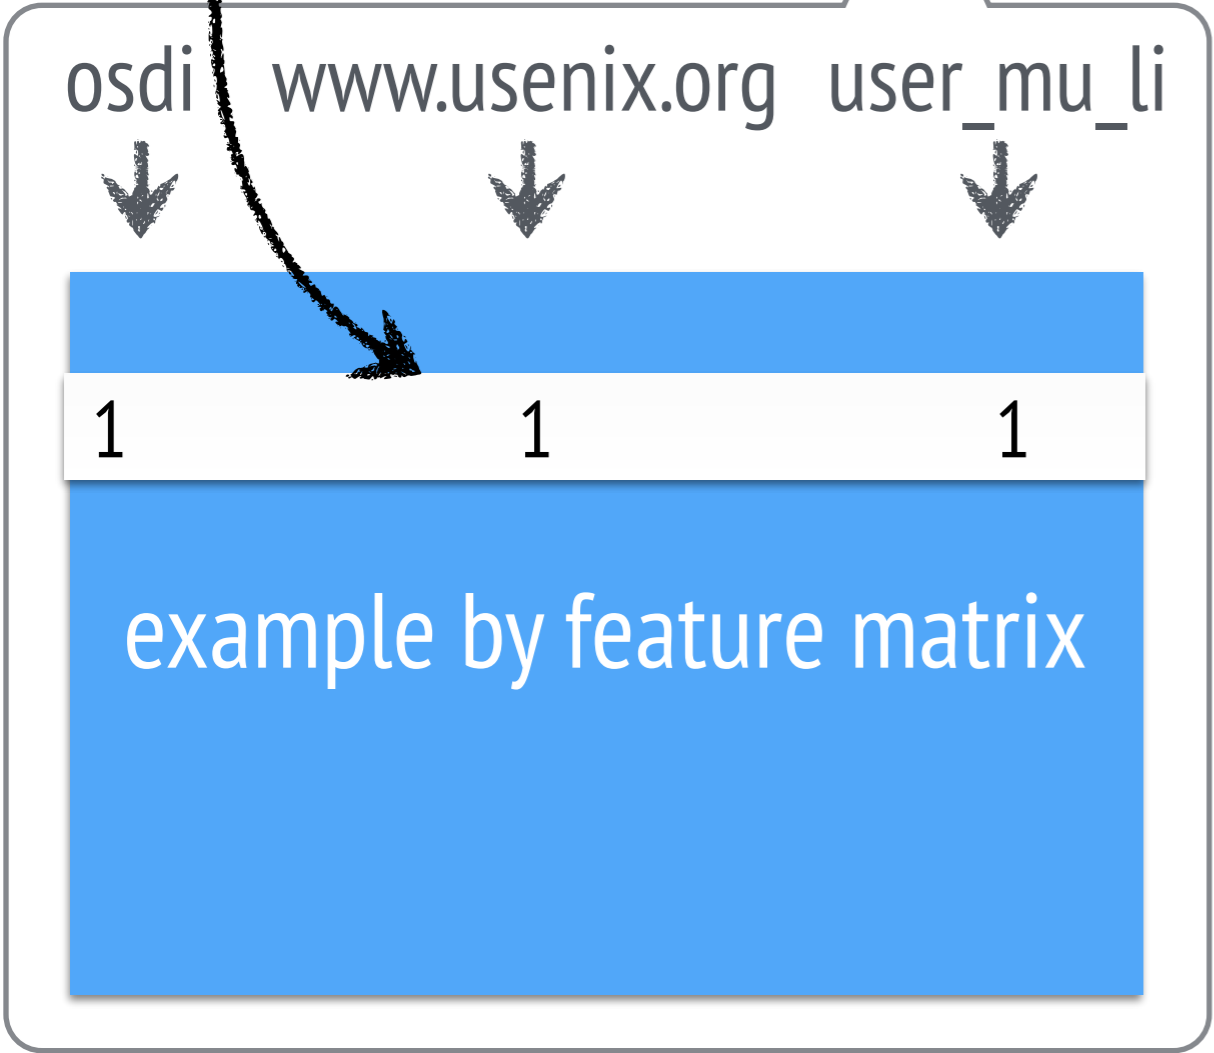 osdi www.usenix.org user_mu_li
1 1 1
example by feature matrix